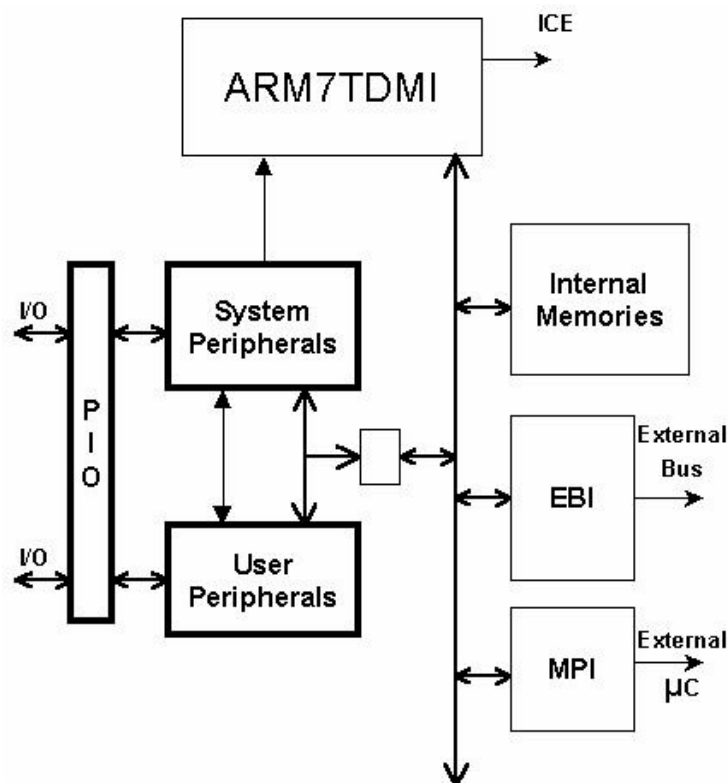 ICE
ARM7TDMI
I/O
System
Peripherals
Internal
Memories
P
I
O
External
Bus
EBI
I/O
User
Peripherals
External
MPI
µC